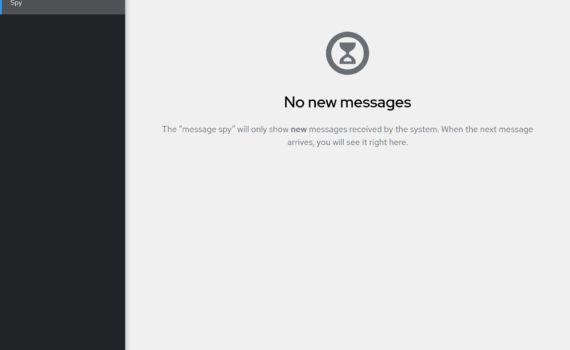 Spy
No new messages
The "message spy" will only show new messages received by the system. When the next message
arrives, you will see it right here.